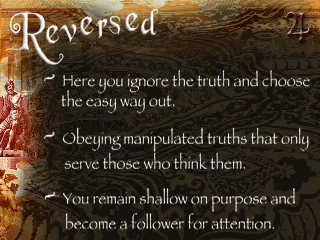 Reversed
~ Here you ignore the truth and choose
the easy way out.
~ Obeying manipulated truths that only
serve those who think them.
~ You remain shallow on purpose and
become a follower for attention.